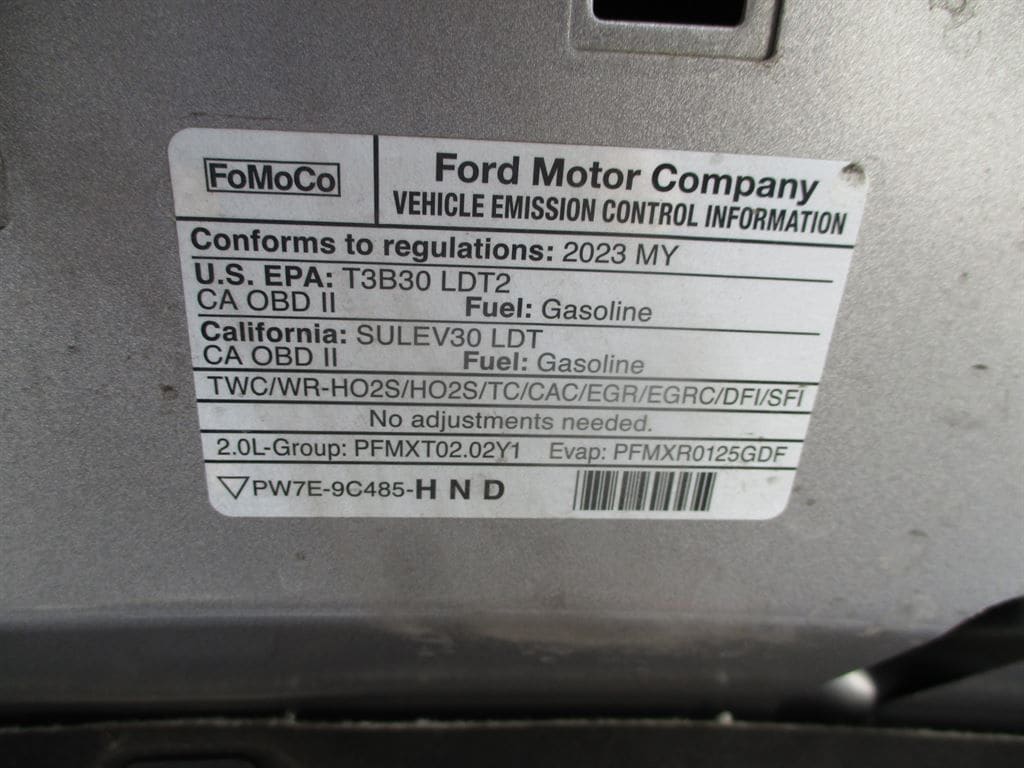 FoMoCo
Ford Motor Company
VEHICLE EMISSION CONTROL INFORMATION
Conforms to regulations: 2023 MY
U.S. EPA: T3B30 LDT2
CA OBD II Fuel: Gasoline
California: SULEV30 LDT
CA OBD II Fuel: Gasoline
TWC/WR-HO2S/HO2S/TC/CAC/EGR/EGRC/DFI/SFI
No adjustments needed.
2.0L-Group: PFMXT02.02Y1 Evap: PFMXR0125GDF
PW7E-9C485-H N D